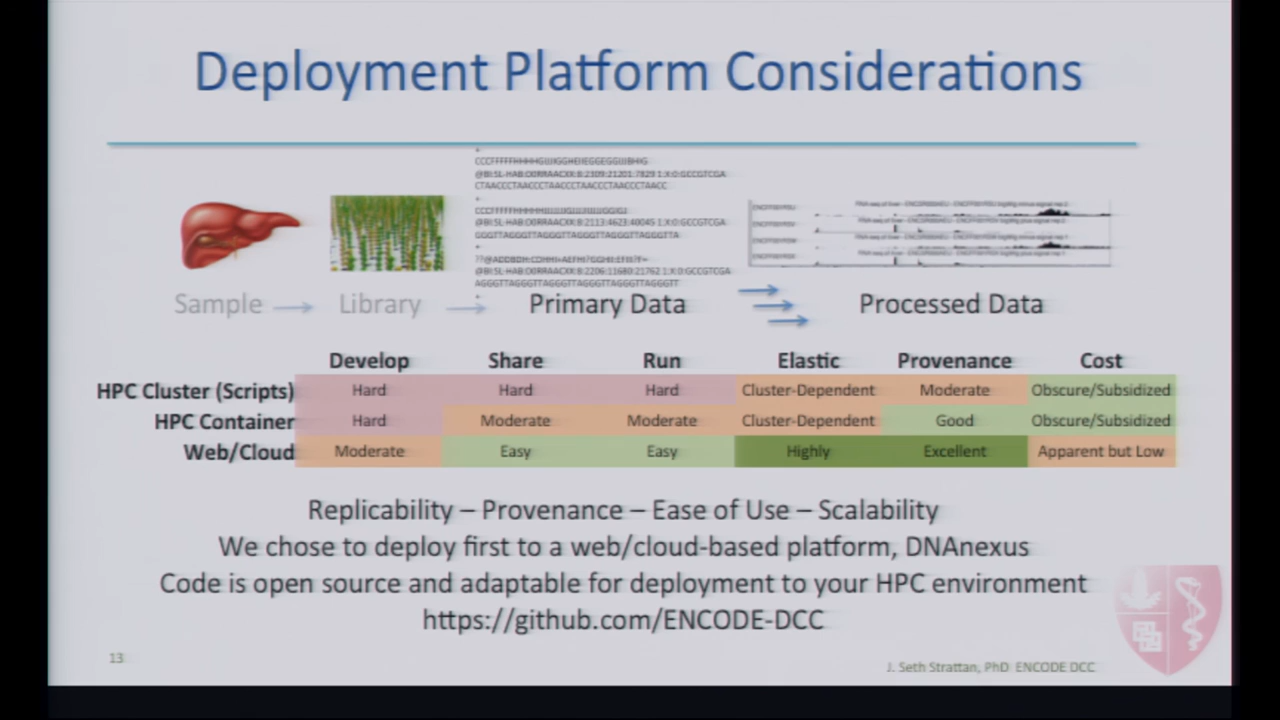 Deployment Platform Considerations
CTAACCCTAACCCTAACCCTAACCCTAACCCTAACC
GGGTTAGGGTTAGGGTTAGGGTTAGGGTTAGGGTTA
AGGGTTAGGGTTAGGGTTAGGGTTAGGGTTAGGGTT
Sample Library Primary Data Processed Data
Develop Share Run Elastic Provenance Cost
HPC Cluster (Scripts) Hard Hard Hard Cluster-Dependent Moderate Obscure/Subsidized
HPC Container Hard Moderate Moderate Cluster-Dependent Good Obscure/Subsidized
Web/Cloud Moderate Easy Easy Highly Excellent Apparent but Low
Replicability – Provenance – Ease of Use – Scalability
We chose to deploy first to a web/cloud-based platform, DNAnexus
Code is open source and adaptable for deployment to your HPC environment
https://github.com/ENCODE-DCC
13
J. Seth Strattan, PhD ENCODE DCC